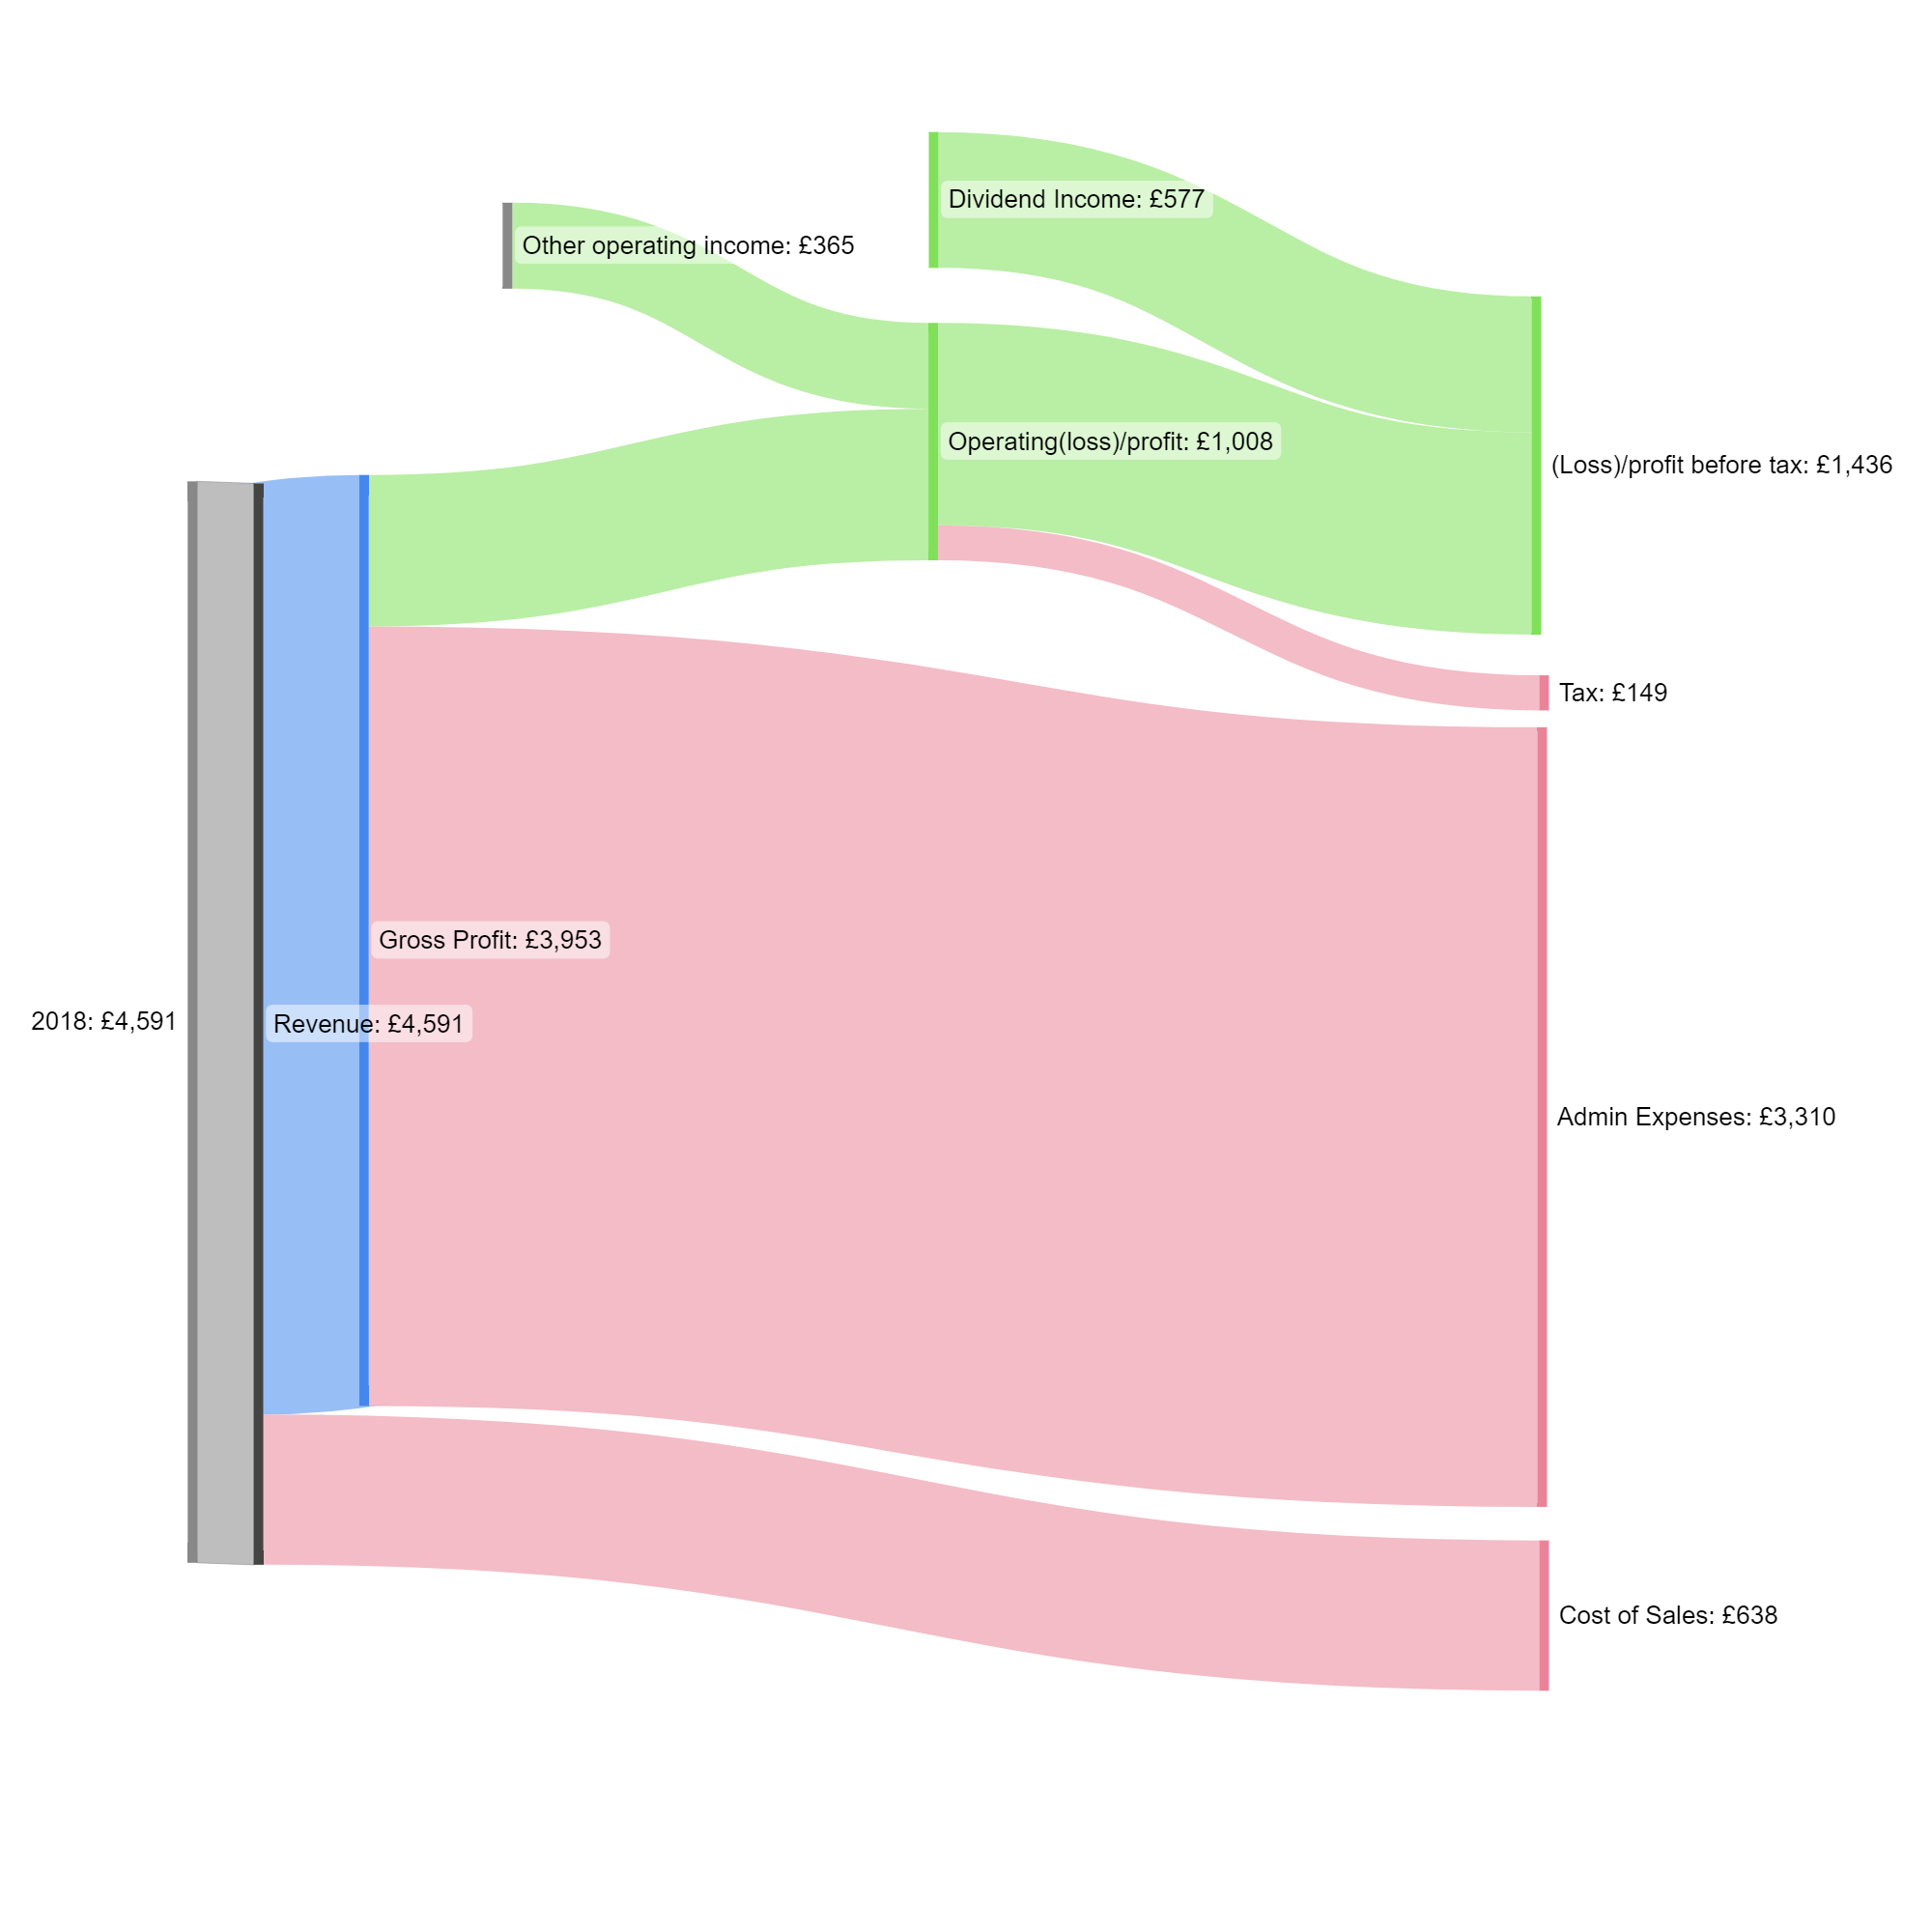 Dividend Income: £577
Other operating income: £365
Operating(loss)/profit: £1,008
(Loss)/profit before tax: £1,436
Tax: £149
Gross Profit: £3,953
2018: £4,591
Revenue: £4,591
Admin Expenses: £3,310
Cost of Sales: £638